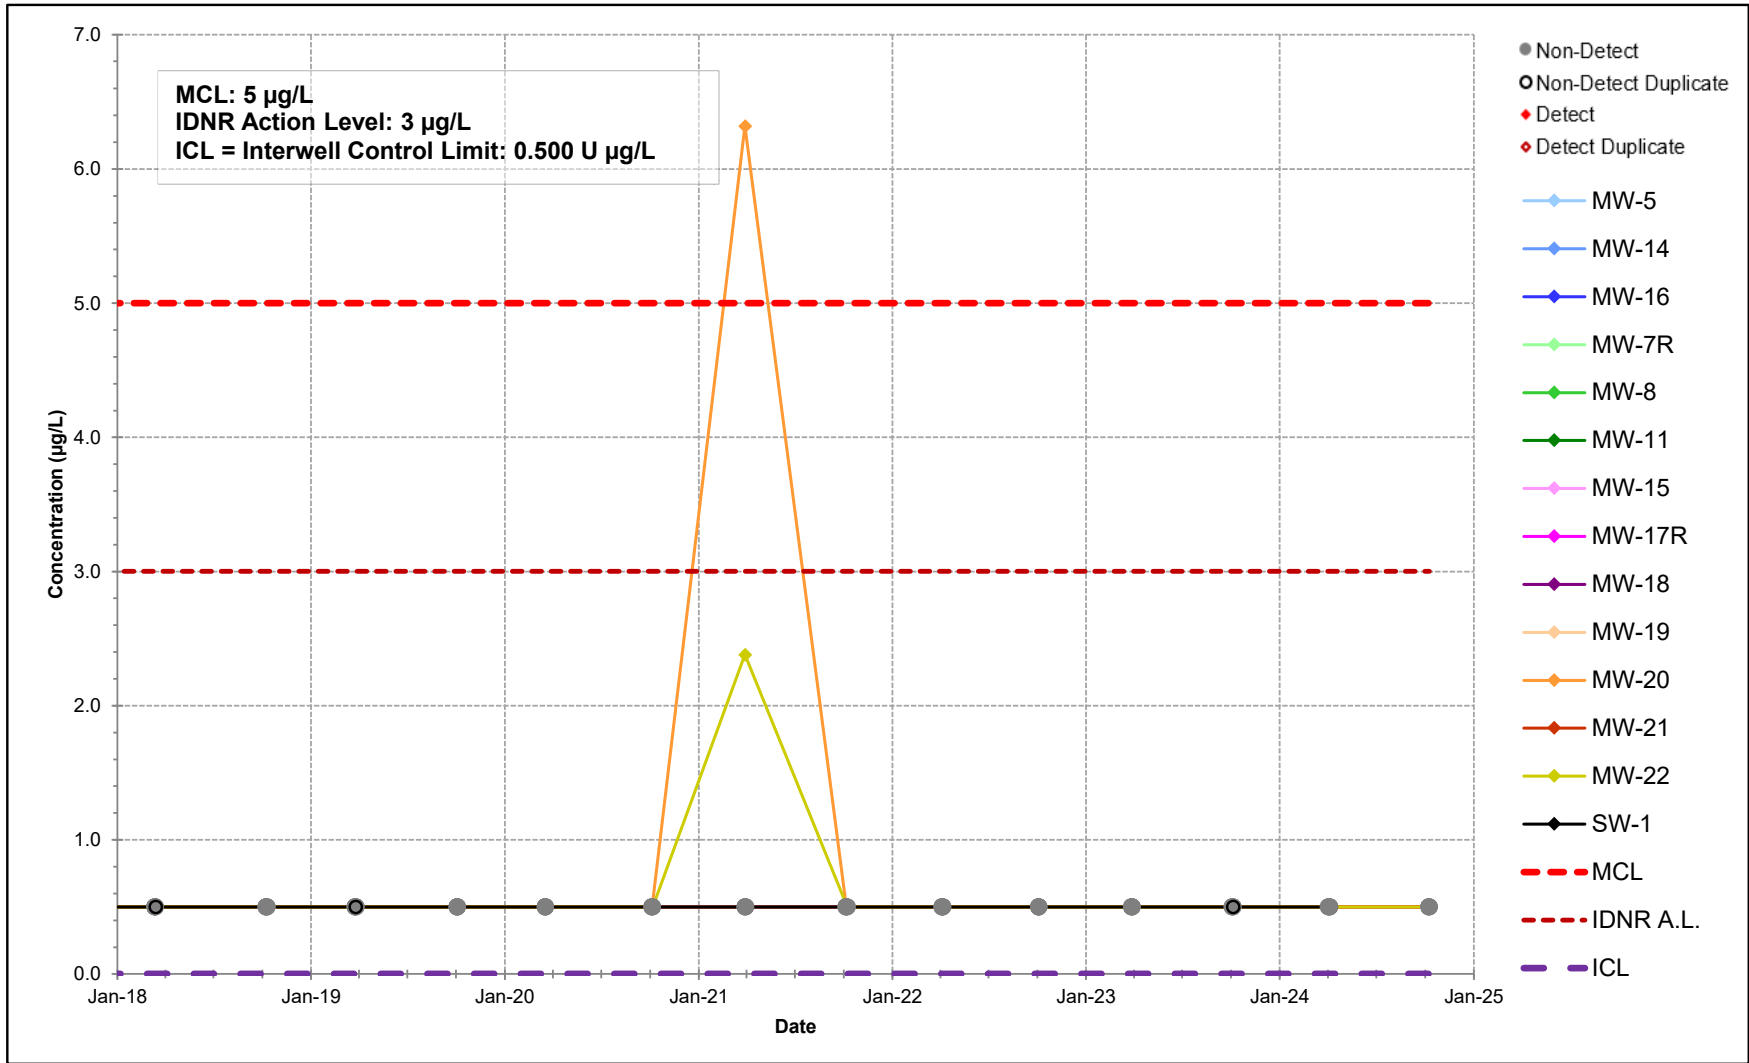 7.0
6.0
5.0
4.0
3.0
2.0
1.0
0.0
Concentration (µg/L)
MCL: 5 µg/L
IDNR Action Level: 3 µg/L
ICL = Interwell Control Limit: 0.500 U µg/L
Jan-18 Jan-19 Jan-20 Jan-21 Jan-22 Jan-23 Jan-24 Jan-25
Date
Non-Detect
Non-Detect Duplicate
Detect
Detect Duplicate
MW-5
MW-14
MW-16
MW-7R
MW-8
MW-11
MW-15
MW-17R
MW-18
MW-19
MW-20
MW-21
MW-22
SW-1
MCL
IDNR A.L.
ICL